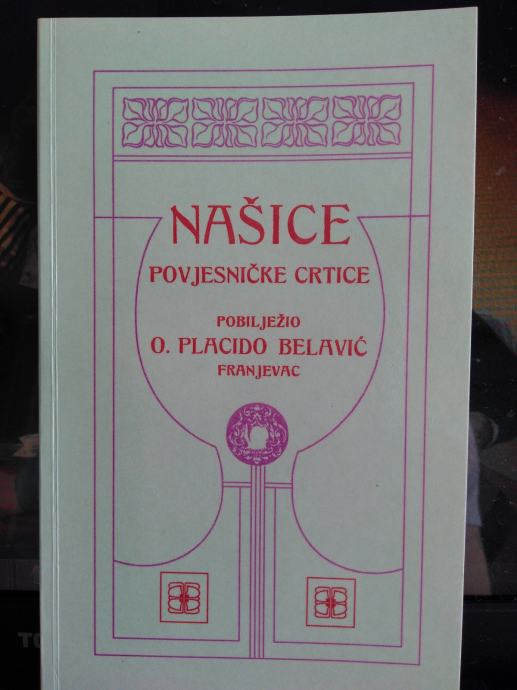 NAŠICE
POVJESNIČKE CRTICE
POBILJEŽIO
O. PLACIDO BELAVIĆ
FRANJEVAC